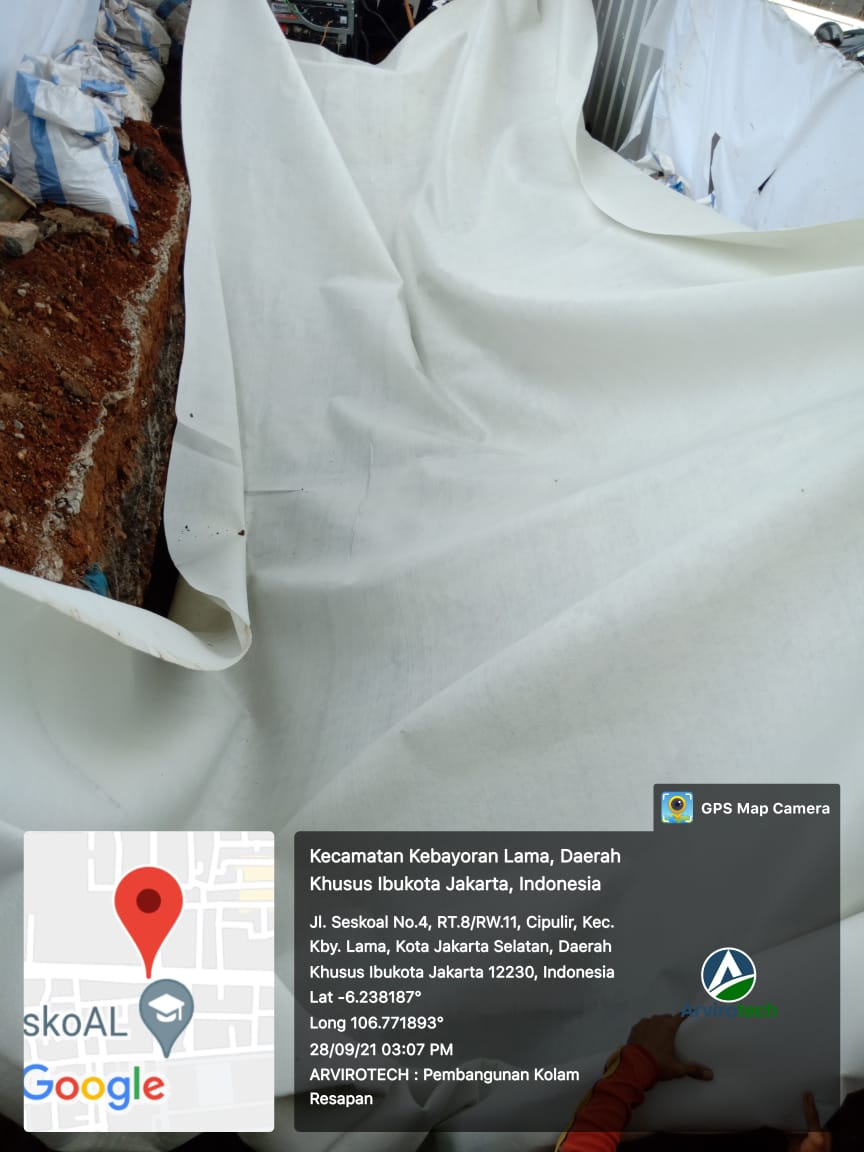 GPS Map Camera
Kecamatan Kebayoran Lama, Daerah
Khusus Ibukota Jakarta, Indonesia
Jl. Seskoal No.4, RT.8/RW.11, Cipulir, Kec.
Kby. Lama, Kota Jakarta Selatan, Daerah
Khusus Ibukota Jakarta 12230, Indonesia
Lat -6.238187°
Long 106.771893°
28/09/21 03:07 PM
ARVIROTECH : Pembangunan Kolam
Resapan
Arvirotech
skoAL
Google